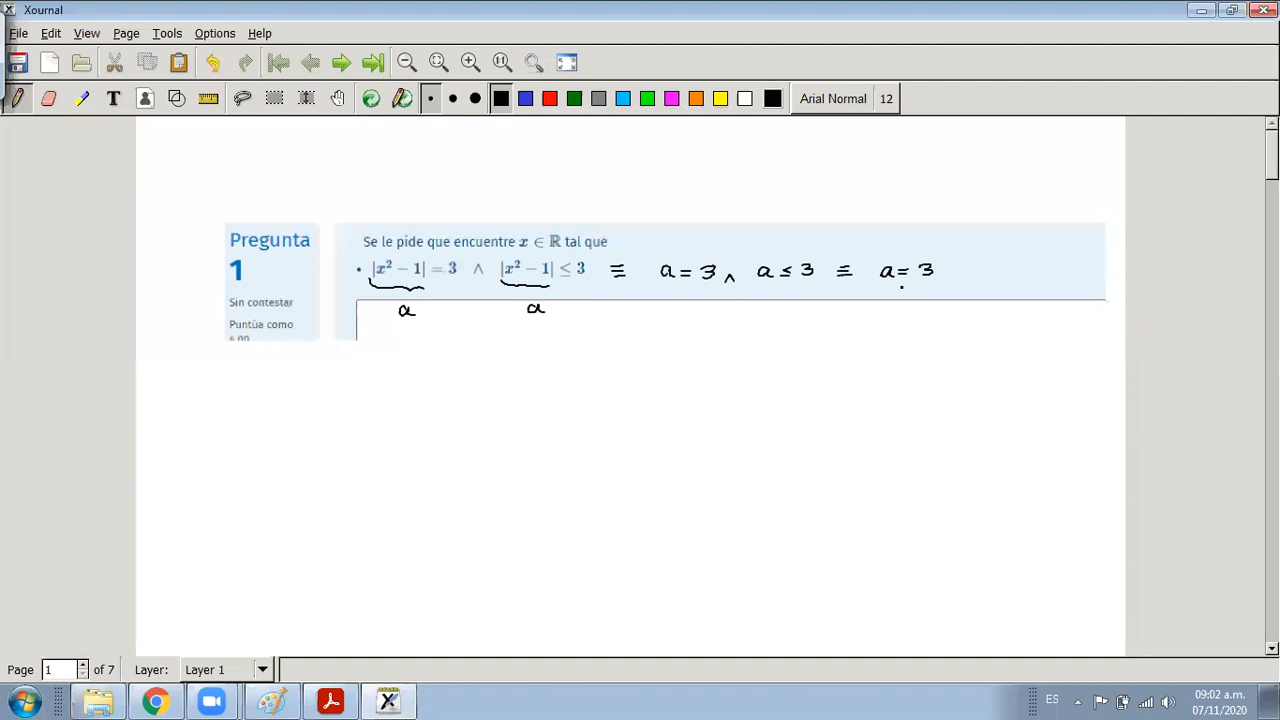 Xournal
File Edit View Page Tools Options Help
T Arial Normal 12
Pregunta
1
Sin contestar
Puntúa como
Se le pide que encuentre x ∈ ℝ tal que
• |x² − 1| = 3 ∧ |x² − 1| ≤ 3 ≡ a = 3 ∧ a ≤ 3 ≡ a = 3
a a
Page 1 of 7 Layer: Layer 1
ES 09:02 a.m.
07/11/2020